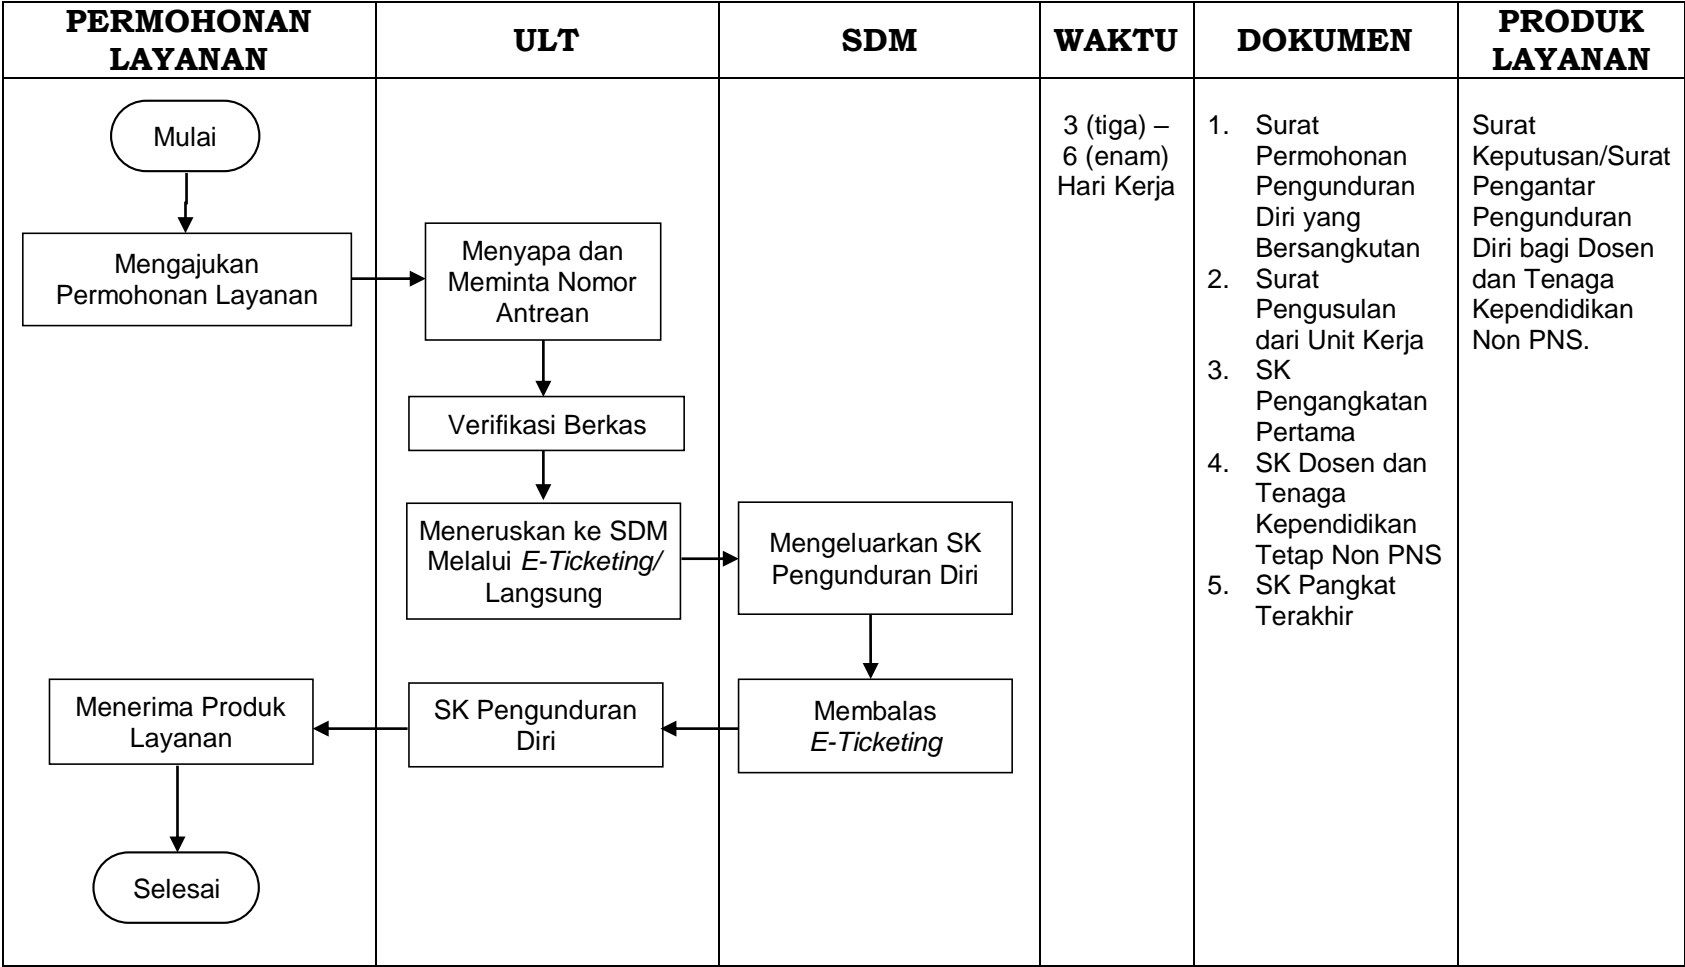 PERMOHONAN
LAYANAN
ULT
SDM
WAKTU
DOKUMEN
PRODUK
LAYANAN
Mulai
Mengajukan
Permohonan Layanan
Menyapa dan
Meminta Nomor
Antrean
Verifikasi Berkas
Meneruskan ke SDM
Melalui E-Ticketing/
Langsung
Mengeluarkan SK
Pengunduran Diri
Membalas
E-Ticketing
SK Pengunduran
Diri
Menerima Produk
Layanan
Selesai
3 (tiga) –
6 (enam)
Hari Kerja
1. Surat
Permohonan
Pengunduran
Diri yang
Bersangkutan
2. Surat
Pengusulan
dari Unit Kerja
3. SK
Pengangkatan
Pertama
4. SK Dosen dan
Tenaga
Kependidikan
Tetap Non PNS
5. SK Pangkat
Terakhir
Surat
Keputusan/Surat
Pengantar
Pengunduran
Diri bagi Dosen
dan Tenaga
Kependidikan
Non PNS.